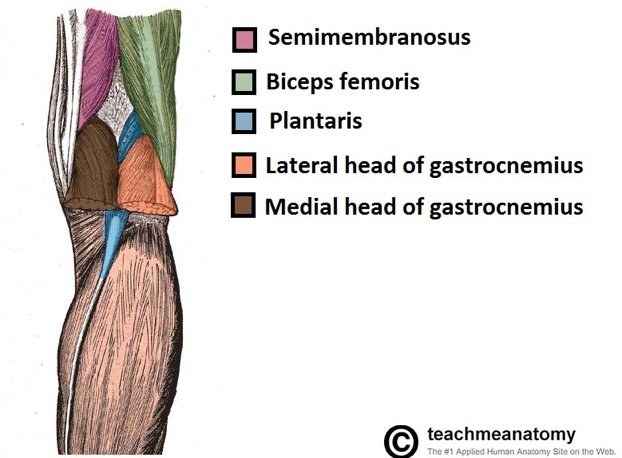 Semimembranosus
Biceps femoris
Plantaris
Lateral head of gastrocnemius
Medial head of gastrocnemius
© teachmeanatomy
The #1 Applied Human Anatomy Site on the Web.